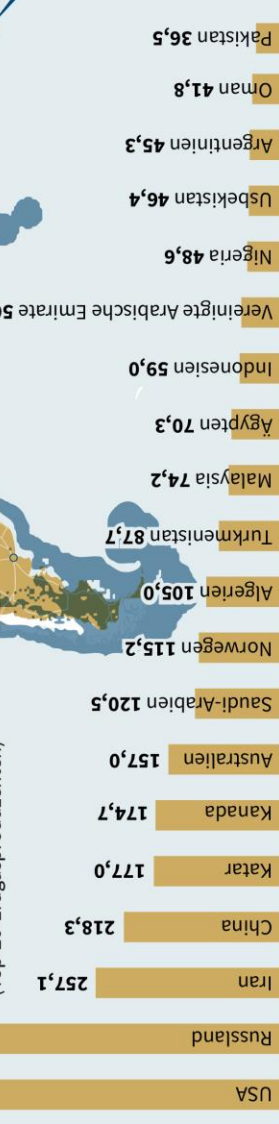 USA
Russland
Iran 257,1
China 218,3
Katar 177,0
Kanada 174,7
Australien 157,0
Saudi-Arabien 120,5
Norwegen 115,2
Algerien 105,0
Turkmenistan 87,7
Malaysia 74,2
Ägypten 70,3
Indonesien 59,0
Vereinigte Arabische Emirate
Nigeria 48,6
Usbekistan 46,4
Argentinien 45,3
Oman 41,8
Pakistan 36,5